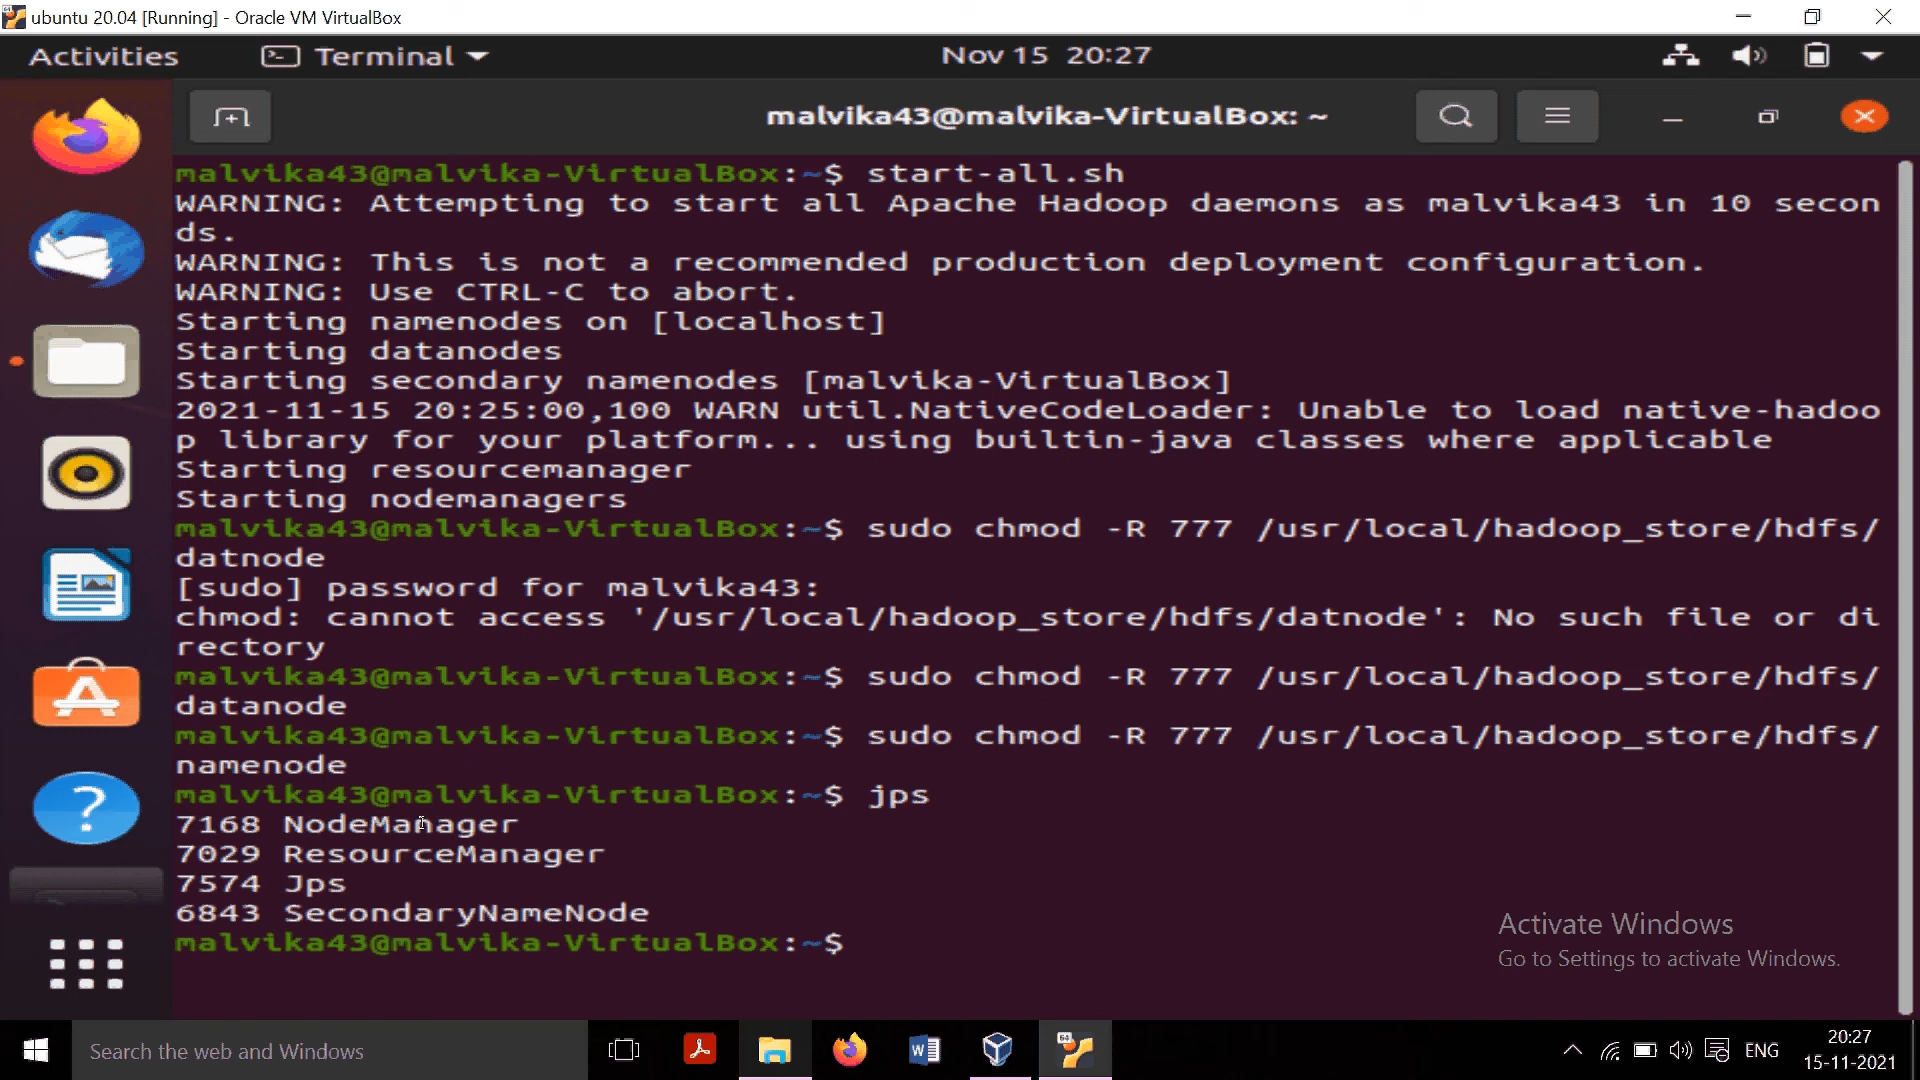 ubuntu 20.04 [Running] - Oracle VM VirtualBox
Activities Terminal Nov 15 20:27
malvika43@malvika-VirtualBox: ~
malvika43@malvika-VirtualBox:~$ start-all.sh
WARNING: Attempting to start all Apache Hadoop daemons as malvika43 in 10 secon
ds.
WARNING: This is not a recommended production deployment configuration.
WARNING: Use CTRL-C to abort.
Starting namenodes on [localhost]
Starting datanodes
Starting secondary namenodes [malvika-VirtualBox]
2021-11-15 20:25:00,100 WARN util.NativeCodeLoader: Unable to load native-hadoo
p library for your platform... using builtin-java classes where applicable
Starting resourcemanager
Starting nodemanagers
malvika43@malvika-VirtualBox:~$ sudo chmod -R 777 /usr/local/hadoop_store/hdfs/
datnode
[sudo] password for malvika43:
chmod: cannot access '/usr/local/hadoop_store/hdfs/datnode': No such file or di
rectory
malvika43@malvika-VirtualBox:~$ sudo chmod -R 777 /usr/local/hadoop_store/hdfs/
datanode
malvika43@malvika-VirtualBox:~$ sudo chmod -R 777 /usr/local/hadoop_store/hdfs/
namenode
malvika43@malvika-VirtualBox:~$ jps
7168 NodeManager
7029 ResourceManager
7574 Jps
6843 SecondaryNameNode
malvika43@malvika-VirtualBox:~$
Activate Windows
Go to Settings to activate Windows.
Search the web and Windows
ENG
20:27
15-11-2021